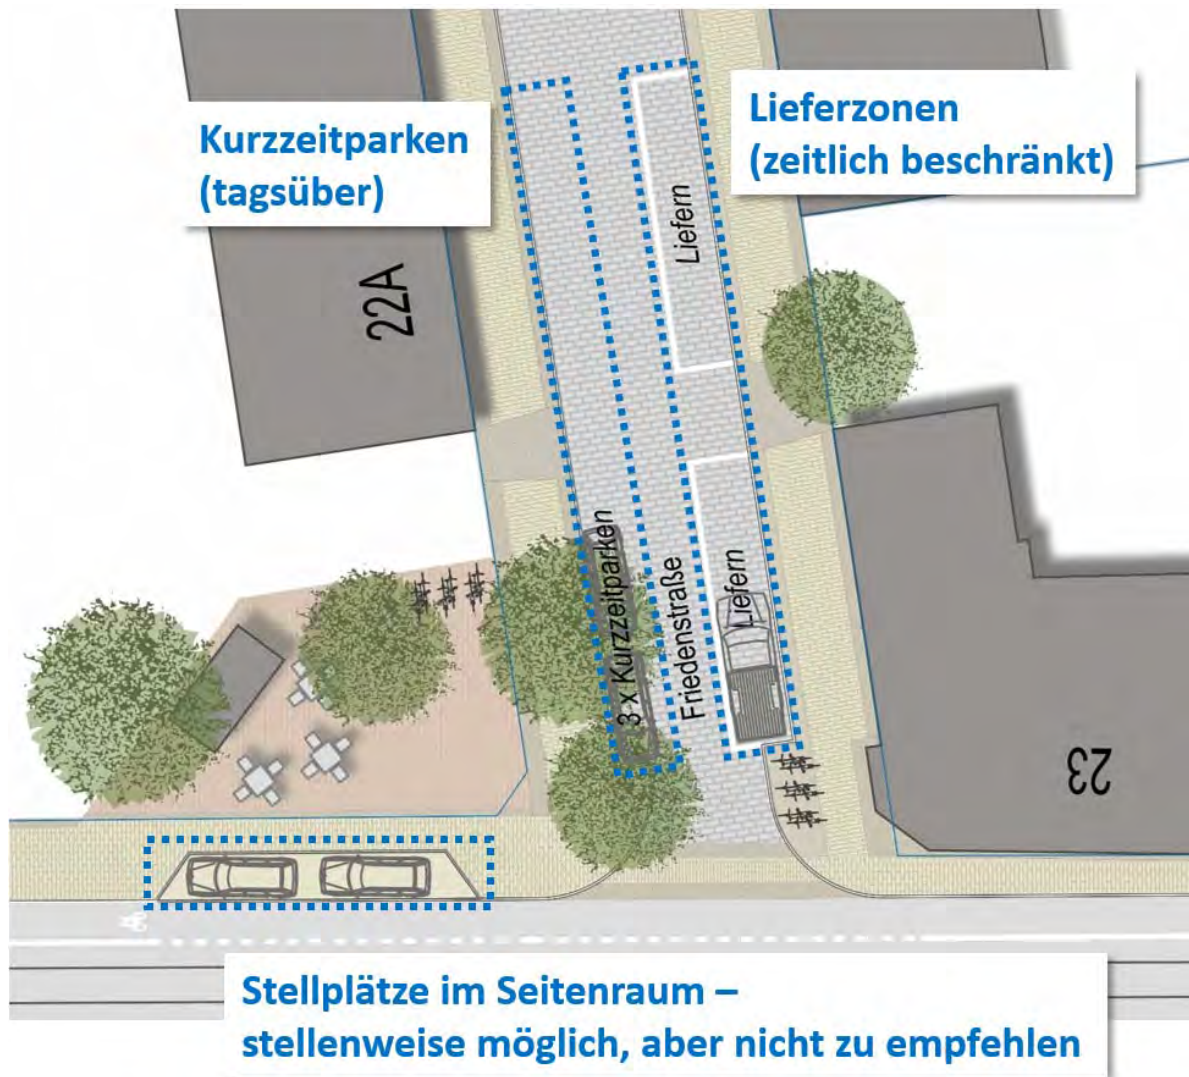 Kurzzeitparken
(tagsüber)
Lieferzonen
(zeitlich beschränkt)
Liefern
22A
3 x Kurzzeitparken
Friedenstraße
Liefern
23
Stellplätze im Seitenraum –
stellenweise möglich, aber nicht zu empfehlen